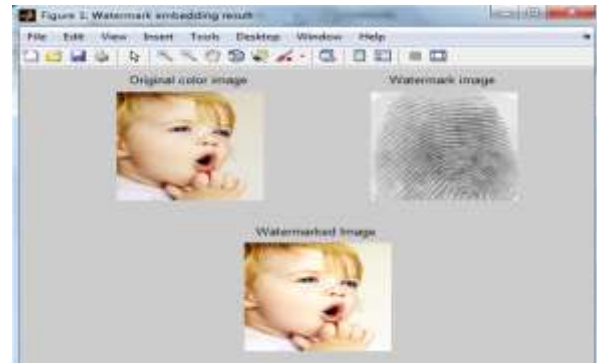 Figure 1: Watermark embedding result
File Edit View Insert Tools Desktop Window Help
Original color image
Watermark image
Watermarked Image